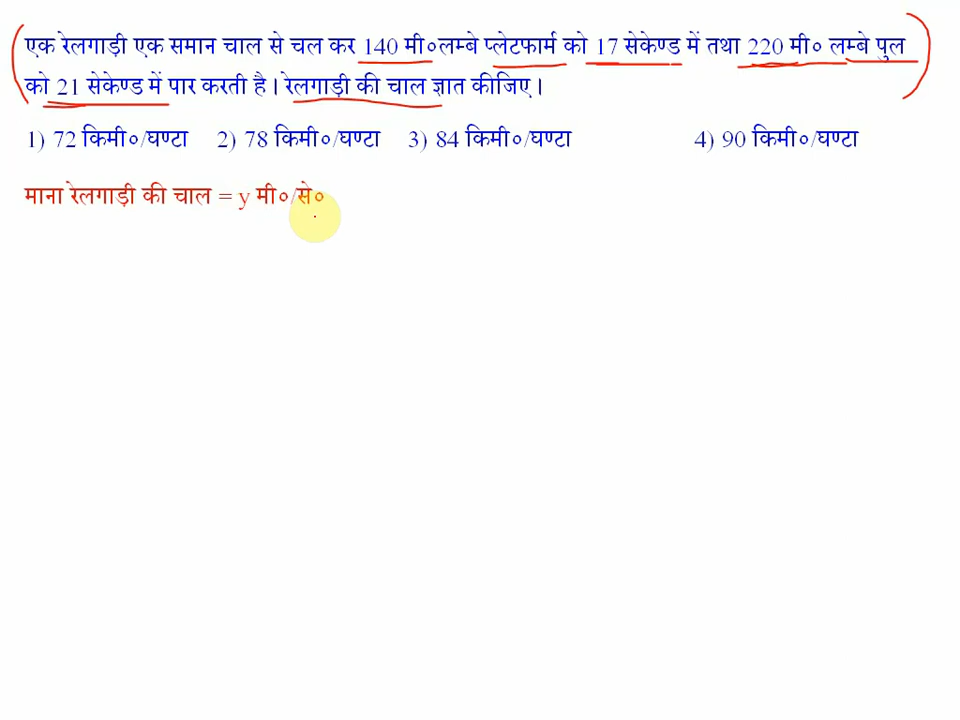 एक रेलगाड़ी एक समान चाल से चल कर 140 मी०लम्बे प्लेटफार्म को 17 सेकेण्ड में तथा 220 मी० लम्बे पुल
को 21 सेकेण्ड में पार करती है। रेलगाड़ी की चाल ज्ञात कीजिए।
1) 72 किमी०/घण्टा 2) 78 किमी०/घण्टा 3) 84 किमी०/घण्टा 4) 90 किमी०/घण्टा
माना रेलगाड़ी की चाल = y मी०/से०